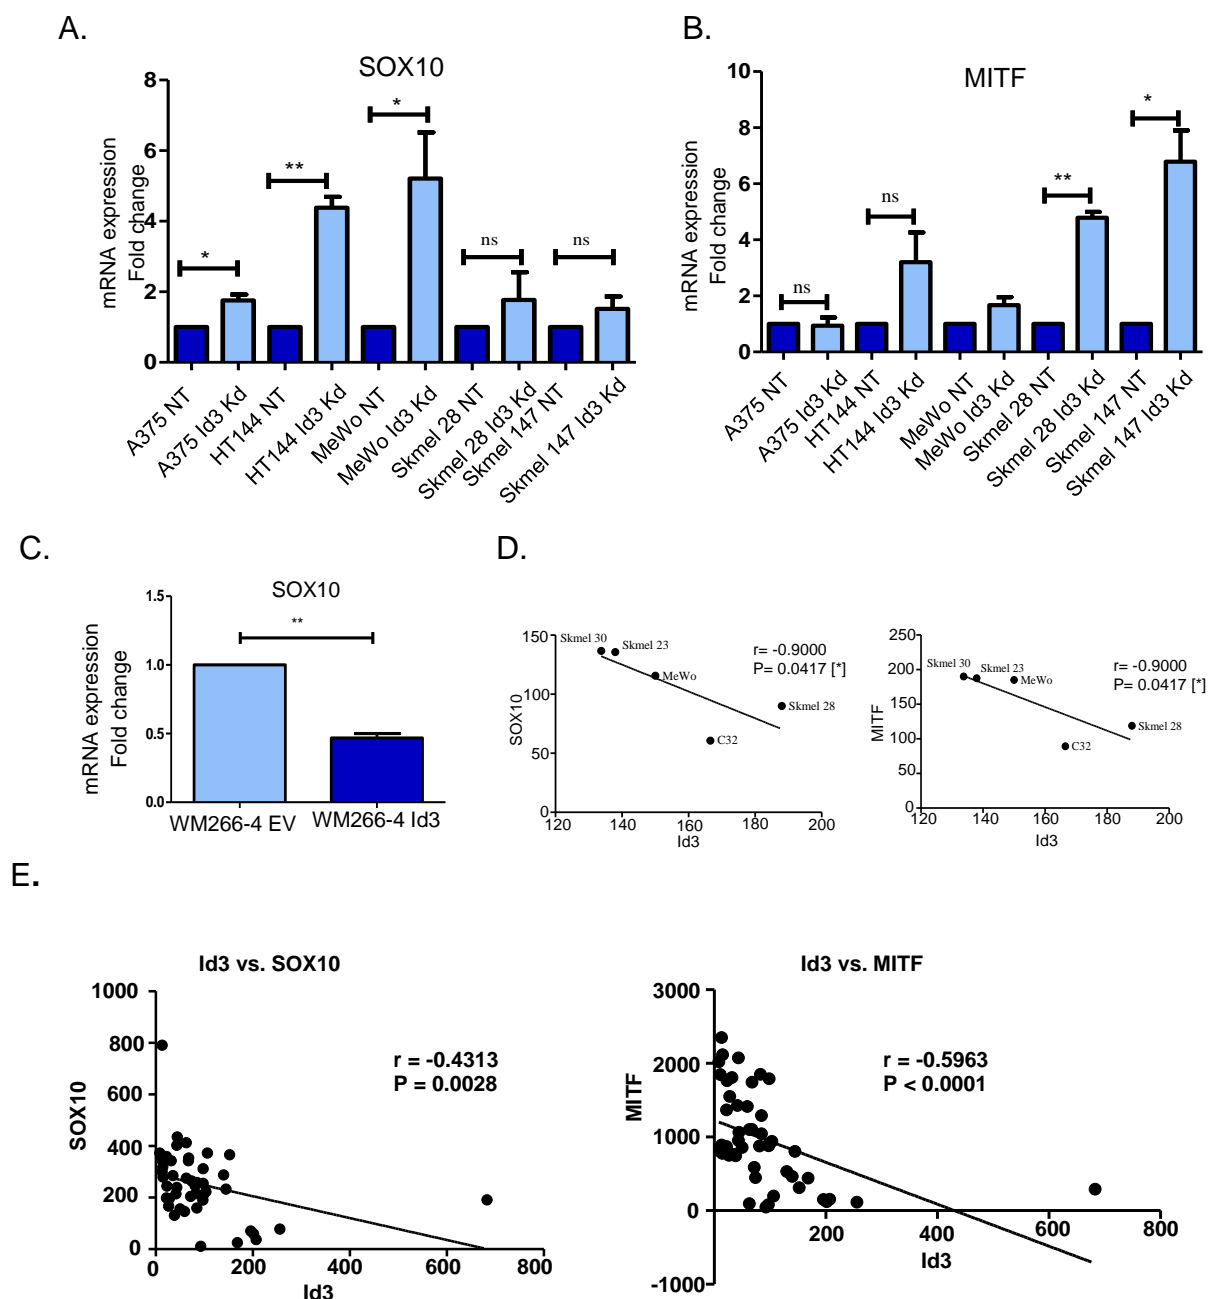 A.
SOX10
mRNA expression
Fold change
8
6
4
2
0
*
**
*
ns
ns
A375 NT
A375 Id3 Kd
HT144 NT
HT144 Id3 Kd
MeWo NT
MeWo Id3 Kd
Skmel 28 NT
Skmel 28 Id3 Kd
Skmel 147 NT
Skmel 147 Id3 Kd
B.
MITF
mRNA expression
Fold change
10
8
6
4
2
0
ns
ns
**
*
A375 NT
A375 Id3 Kd
HT144 NT
HT144 Id3 Kd
MeWo NT
MeWo Id3 Kd
Skmel 28 NT
Skmel 28 Id3 Kd
Skmel 147 NT
Skmel 147 Id3 Kd
C.
SOX10
mRNA expression
Fold change
1.5
1.0
0.5
0.0
**
WM266-4 EV
WM266-4 Id3
D.
SOX10
150
100
50
0
Skmel 30
Skmel 23
MeWo
Skmel 28
C32
r= -0.9000
P= 0.0417 [*]
120 140 160 180 200
Id3
MITF
250
200
150
100
50
0
Skmel 30
Skmel 23
MeWo
Skmel 28
C32
r= -0.9000
P= 0.0417 [*]
120 140 160 180 200
Id3
E.
Id3 vs. SOX10
SOX10
1000
800
600
400
200
0
r = -0.4313
P = 0.0028
0 200 400 600 800
Id3
Id3 vs. MITF
MITF
3000
2000
1000
0
-1000
r = -0.5963
P < 0.0001
200 400 600 800
Id3